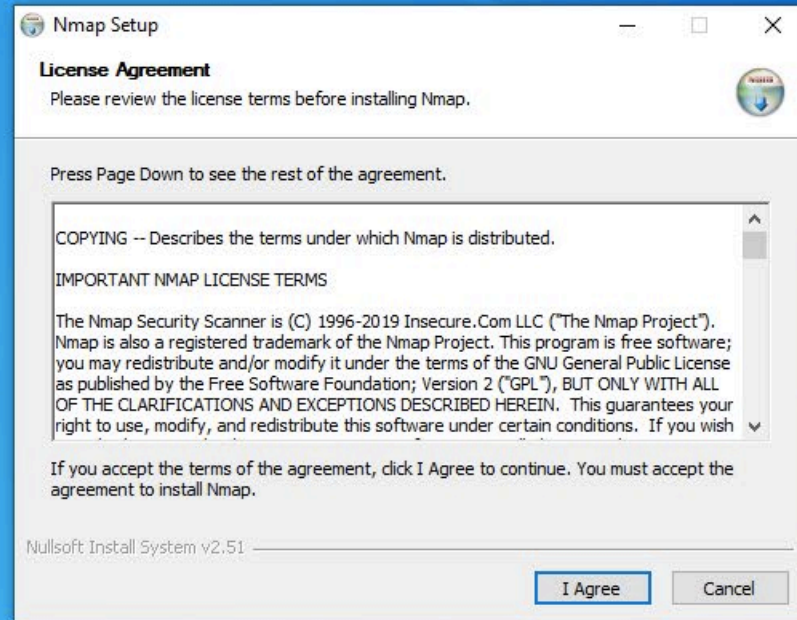 Nmap Setup
License Agreement
Please review the license terms before installing Nmap.
Press Page Down to see the rest of the agreement.
COPYING -- Describes the terms under which Nmap is distributed.
IMPORTANT NMAP LICENSE TERMS
The Nmap Security Scanner is (C) 1996-2019 Insecure.Com LLC ("The Nmap Project").
Nmap is also a registered trademark of the Nmap Project. This program is free software;
you may redistribute and/or modify it under the terms of the GNU General Public License
as published by the Free Software Foundation; Version 2 ("GPL"), BUT ONLY WITH ALL
OF THE CLARIFICATIONS AND EXCEPTIONS DESCRIBED HEREIN. This guarantees your
right to use, modify, and redistribute this software under certain conditions. If you wish
If you accept the terms of the agreement, click I Agree to continue. You must accept the
agreement to install Nmap.
Nullsoft Install System v2.51
I Agree
Cancel